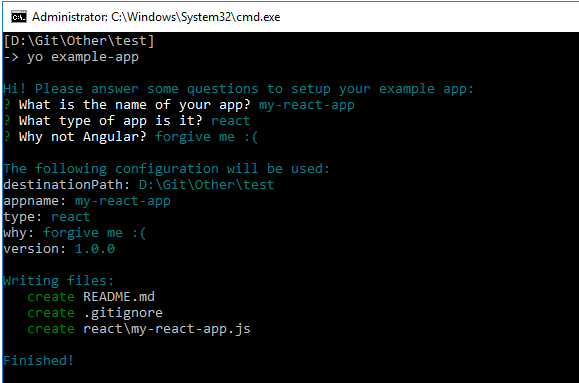 Administrator: C:\Windows\System32\cmd.exe
[D:\Git\Other\test]
-> yo example-app
Hi! Please answer some questions to setup your example app:
? What is the name of your app? my-react-app
? What type of app is it? react
? Why not Angular? forgive me :(
The following configuration will be used:
destinationPath: D:\Git\Other\test
appname: my-react-app
type: react
why: forgive me :(
version: 1.0.0
Writing files:
   create README.md
   create .gitignore
   create react\my-react-app.js
Finished!